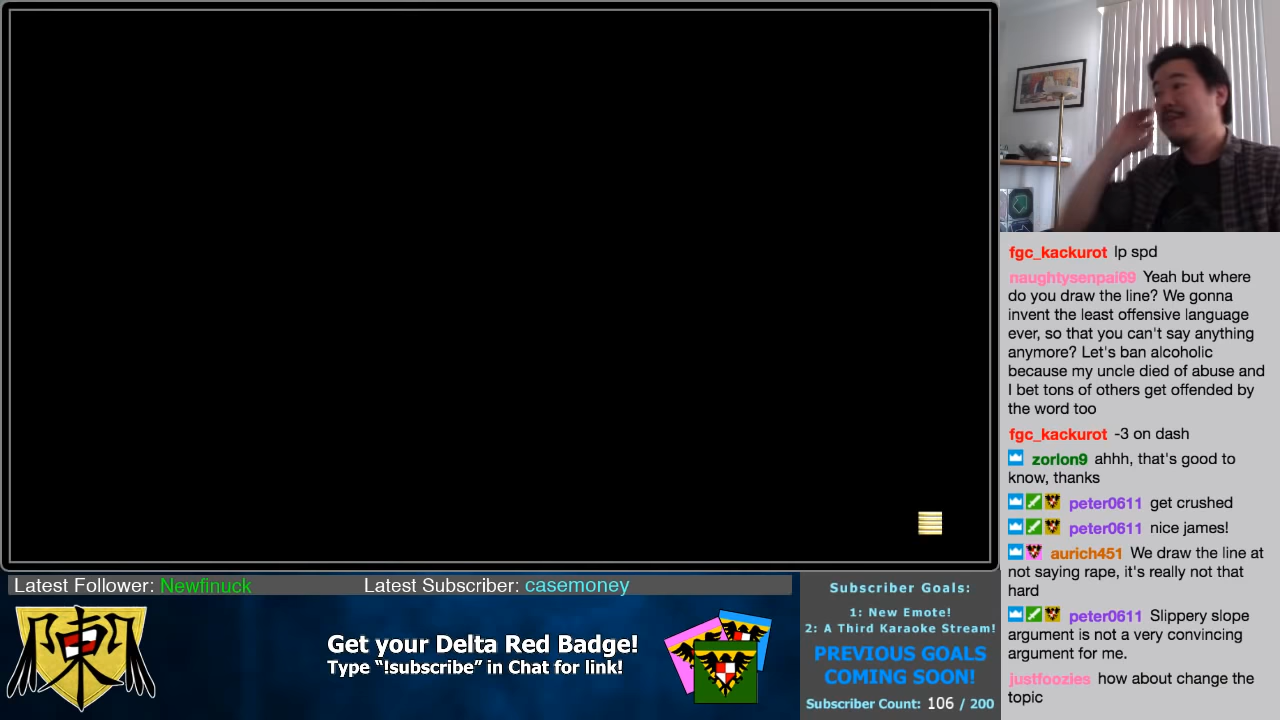 fgc_kackurot lp spd
naughtysenpai69 Yeah but where
do you draw the line? We gonna
invent the least offensive language
ever, so that you can't say anything
anymore? Let's ban alcoholic
because my uncle died of abuse and
I bet tons of others get offended by
the word too
fgc_kackurot -3 on dash
zorlon9 ahhh, that's good to
know, thanks
peter0611 get crushed
peter0611 nice james!
aurich451 We draw the line at
not saying rape, it's really not that
hard
peter0611 Slippery slope
argument is not a very convincing
argument for me.
justfoozies how about change the
topic
Latest Follower: Newfinuck
Latest Subscriber: casemoney
Get your Delta Red Badge!
Type “!subscribe” in Chat for link!
Subscriber Goals:
1: New Emote!
2: A Third Karaoke Stream!
PREVIOUS GOALS
COMING SOON!
Subscriber Count: 106 / 200